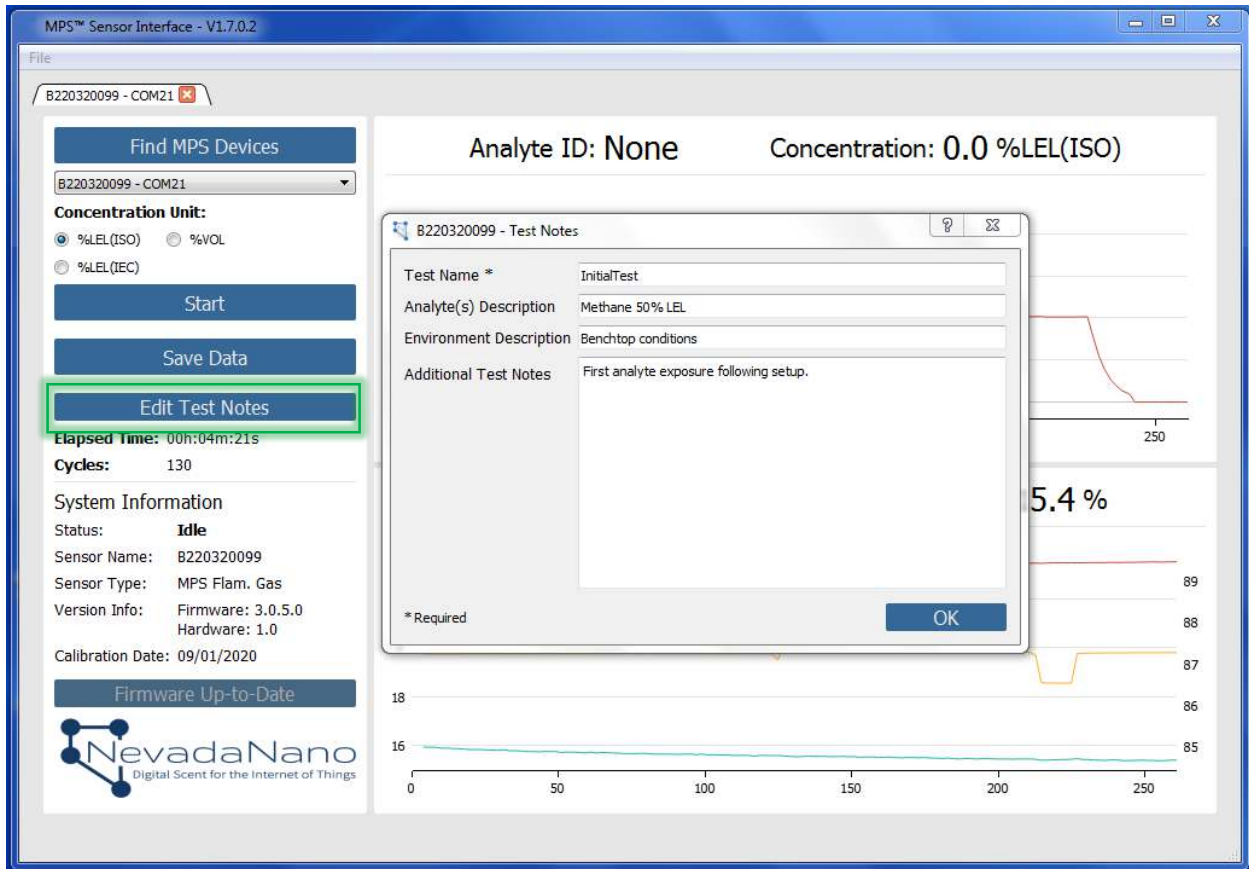 MPS™ Sensor Interface - V1.7.0.2
File
B220320099 - COM21
Find MPS Devices
B220320099 - COM21
Concentration Unit:
%LEL(ISO) %VOL
%LEL(IEC)
Start
Save Data
Edit Test Notes
Elapsed Time: 00h:04m:21s
Cycles: 130
System Information
Status: Idle
Sensor Name: B220320099
Sensor Type: MPS Flam. Gas
Version Info: Firmware: 3.0.5.0
Hardware: 1.0
Calibration Date: 09/01/2020
Firmware Up-to-Date
NevadaNano
Digital Scent for the Internet of Things
Analyte ID: None Concentration: 0.0 %LEL(ISO)
B220320099 - Test Notes
Test Name * InitialTest
Analyte(s) Description Methane 50% LEL
Environment Description Benchtop conditions
Additional Test Notes First analyte exposure following setup.
* Required OK
250
5.4 %
89
88
87
18 86
16 85
0 50 100 150 200 250